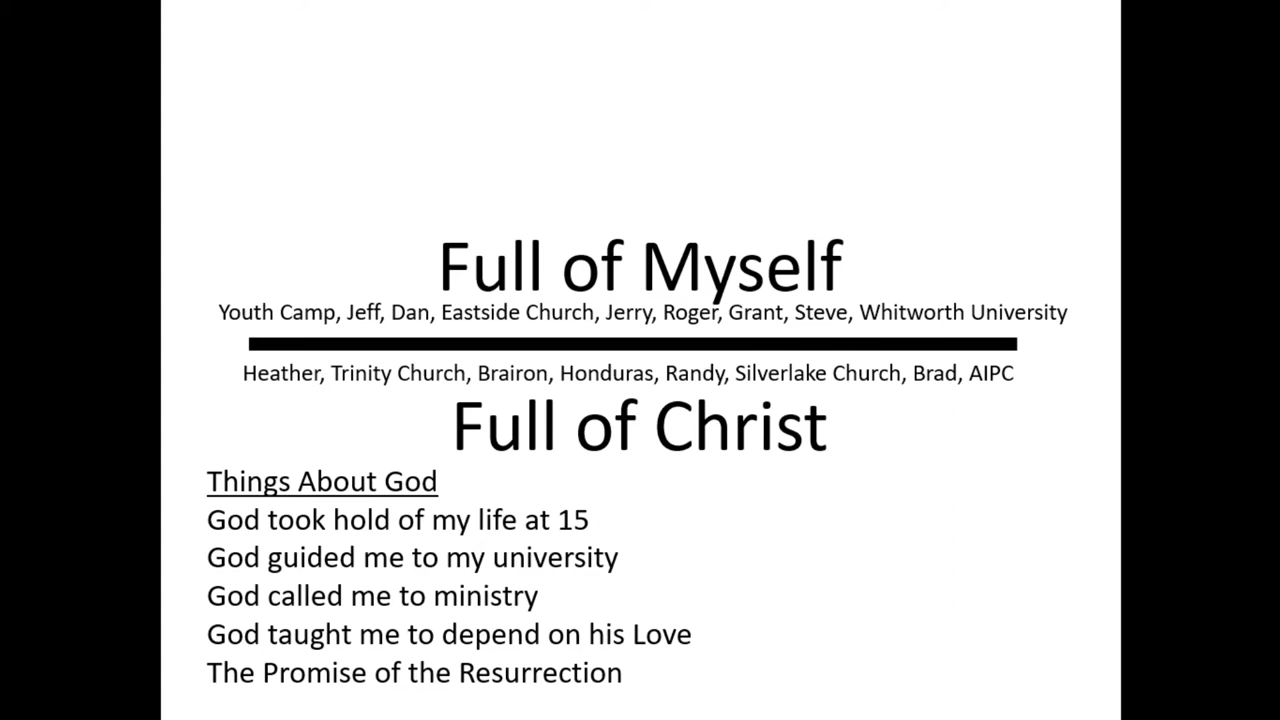 Full of Myself
Youth Camp, Jeff, Dan, Eastside Church, Jerry, Roger, Grant, Steve, Whitworth University
Heather, Trinity Church, Brairon, Honduras, Randy, Silverlake Church, Brad, AIPC
Full of Christ
Things About God
God took hold of my life at 15
God guided me to my university
God called me to ministry
God taught me to depend on his Love
The Promise of the Resurrection